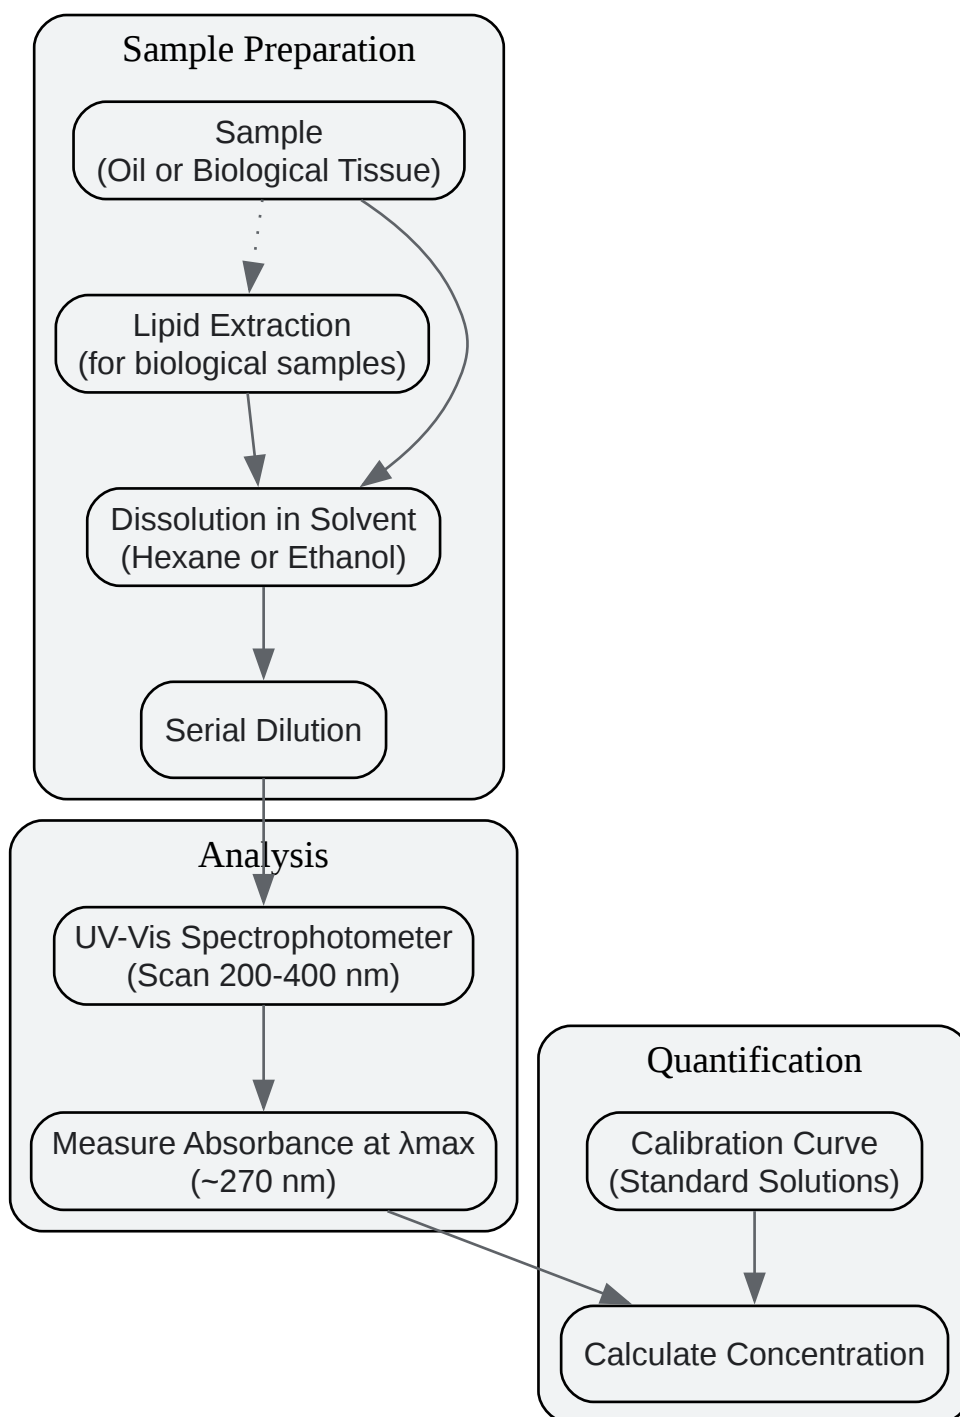 Sample Preparation
Sample
(Oil or Biological Tissue)
Lipid Extraction
(for biological samples)
Dissolution in Solvent
(Hexane or Ethanol)
Serial Dilution
Analysis
UV-Vis Spectrophotometer
(Scan 200-400 nm)
Measure Absorbance at λmax
(~270 nm)
Quantification
Calibration Curve
(Standard Solutions)
Calculate Concentration